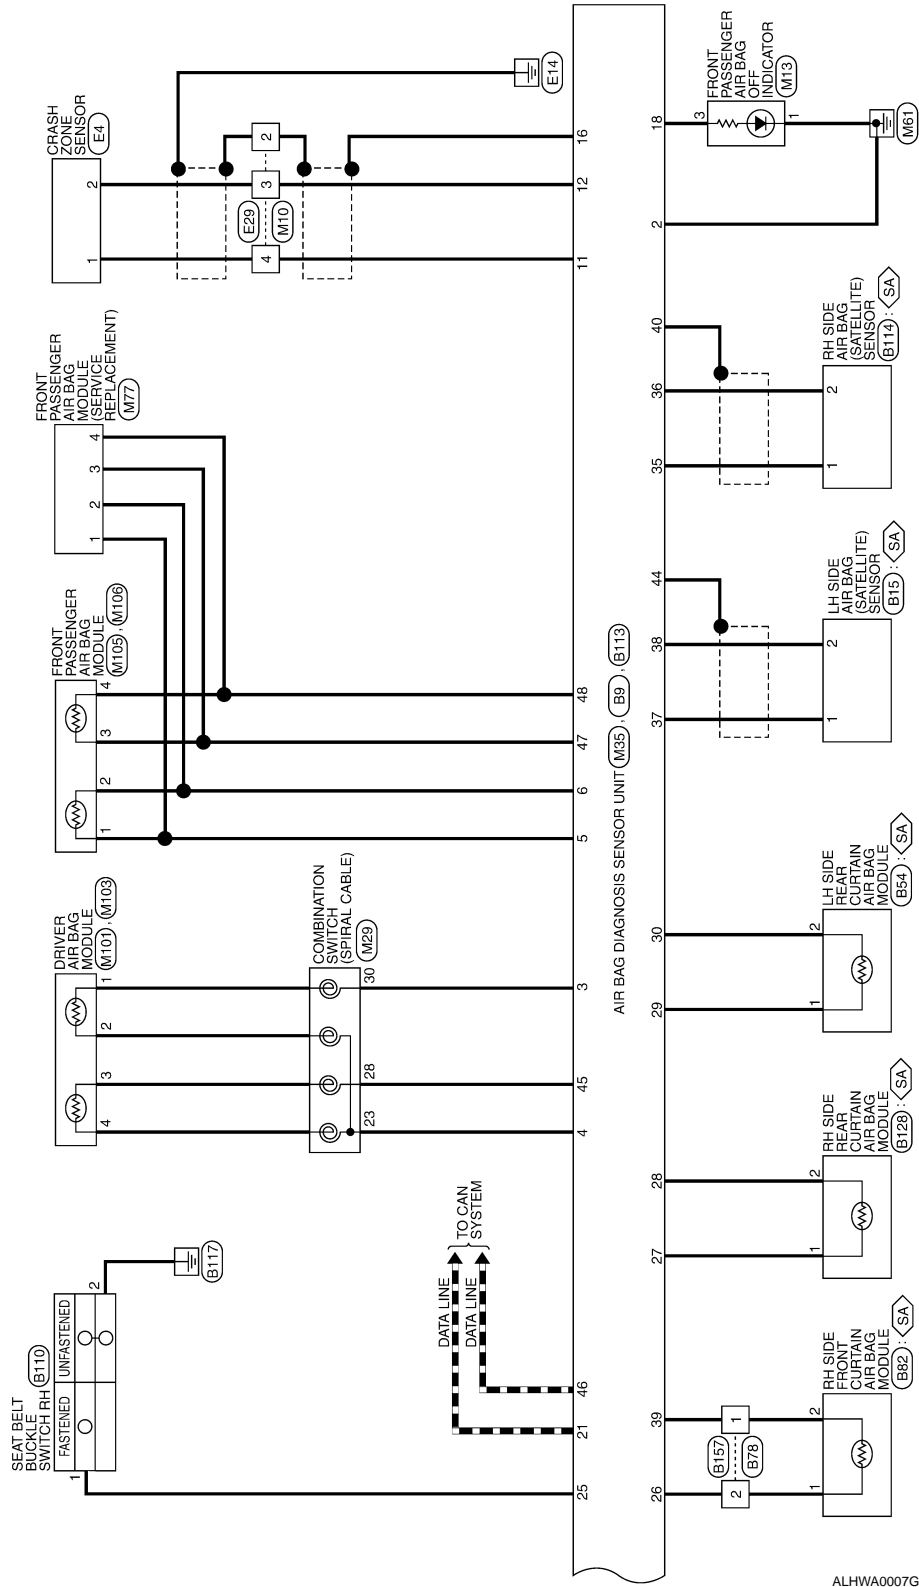 CRASH
ZONE
SENSOR
E4
2
1
E14
2
3
4
E29
M10
16
12
11
FRONT
PASSENGER
AIR BAG
OFF
INDICATOR
M13
3
1
18
2
M61
FRONT
PASSENGER
AIR BAG
MODULE
(SERVICE
REPLACEMENT)
M77
4
3
2
1
RH SIDE
AIR BAG
(SATELLITE)
SENSOR
B114 : SA
40
36
35
2
1
FRONT
PASSENGER
AIR BAG
MODULE
M105 , M106
4
3
2
1
48
47
6
5
LH SIDE
AIR BAG
(SATELLITE)
SENSOR
B15 : SA
44
38
37
2
1
AIR BAG DIAGNOSIS SENSOR UNIT M35 , B9 , B113
DRIVER
AIR BAG
MODULE
M101 , M103
1
2
3
4
COMBINATION
SWITCH
(SPIRAL CABLE)
M29
30
28
23
3
45
4
LH SIDE
REAR
CURTAIN
AIR BAG
MODULE
B54 : SA
30
29
2
1
RH SIDE
REAR
CURTAIN
AIR BAG
MODULE
B128 : SA
28
27
2
1
SEAT BELT
BUCKLE
SWITCH RH B110
FASTENED
UNFASTENED
2
1
B117
DATA LINE
DATA LINE
TO CAN
SYSTEM
46
21
25
RH SIDE
FRONT
CURTAIN
AIR BAG
MODULE
B82 : SA
39
26
1
2
B157
B78
2
1
ALHWA0007G